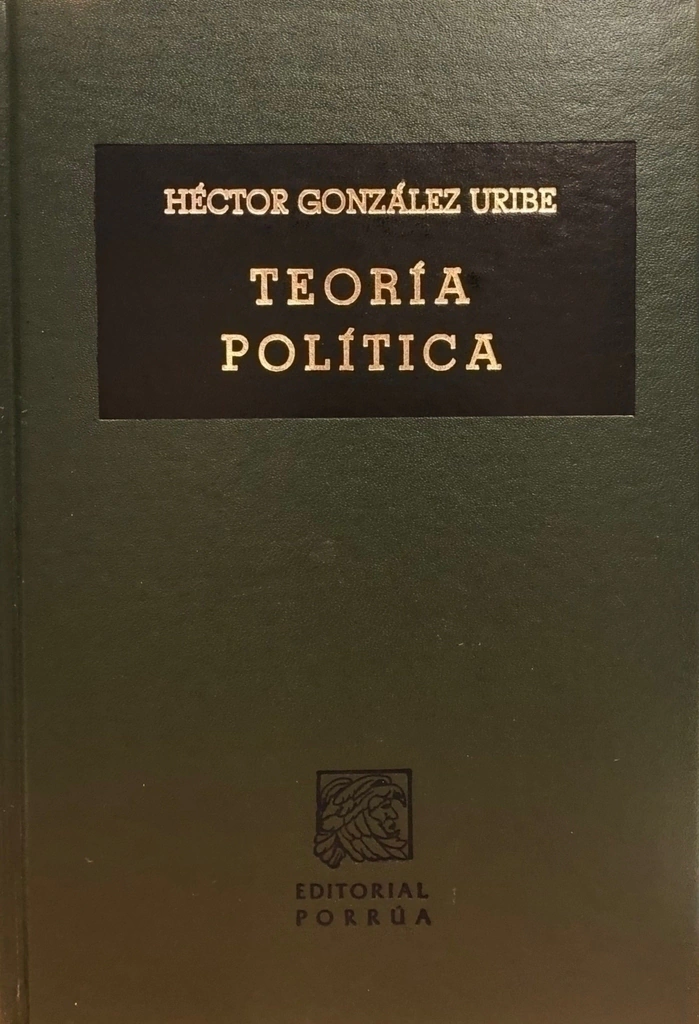 HÉCTOR GONZÁLEZ URIBE
TEORÍA
POLÍTICA
EDITORIAL
PORRÚA